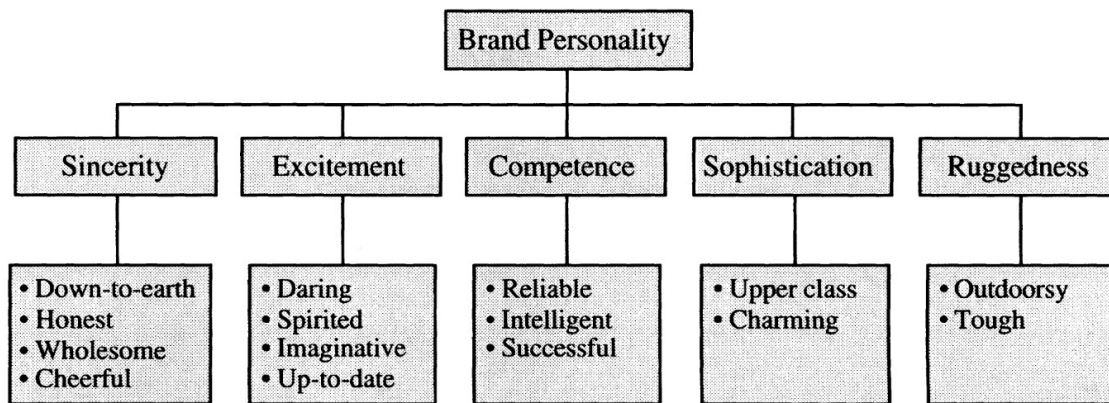 Brand Personality
Sincerity
Excitement
Competence
Sophistication
Ruggedness
• Down-to-earth
• Honest
• Wholesome
• Cheerful
• Daring
• Spirited
• Imaginative
• Up-to-date
• Reliable
• Intelligent
• Successful
• Upper class
• Charming
• Outdoorsy
• Tough